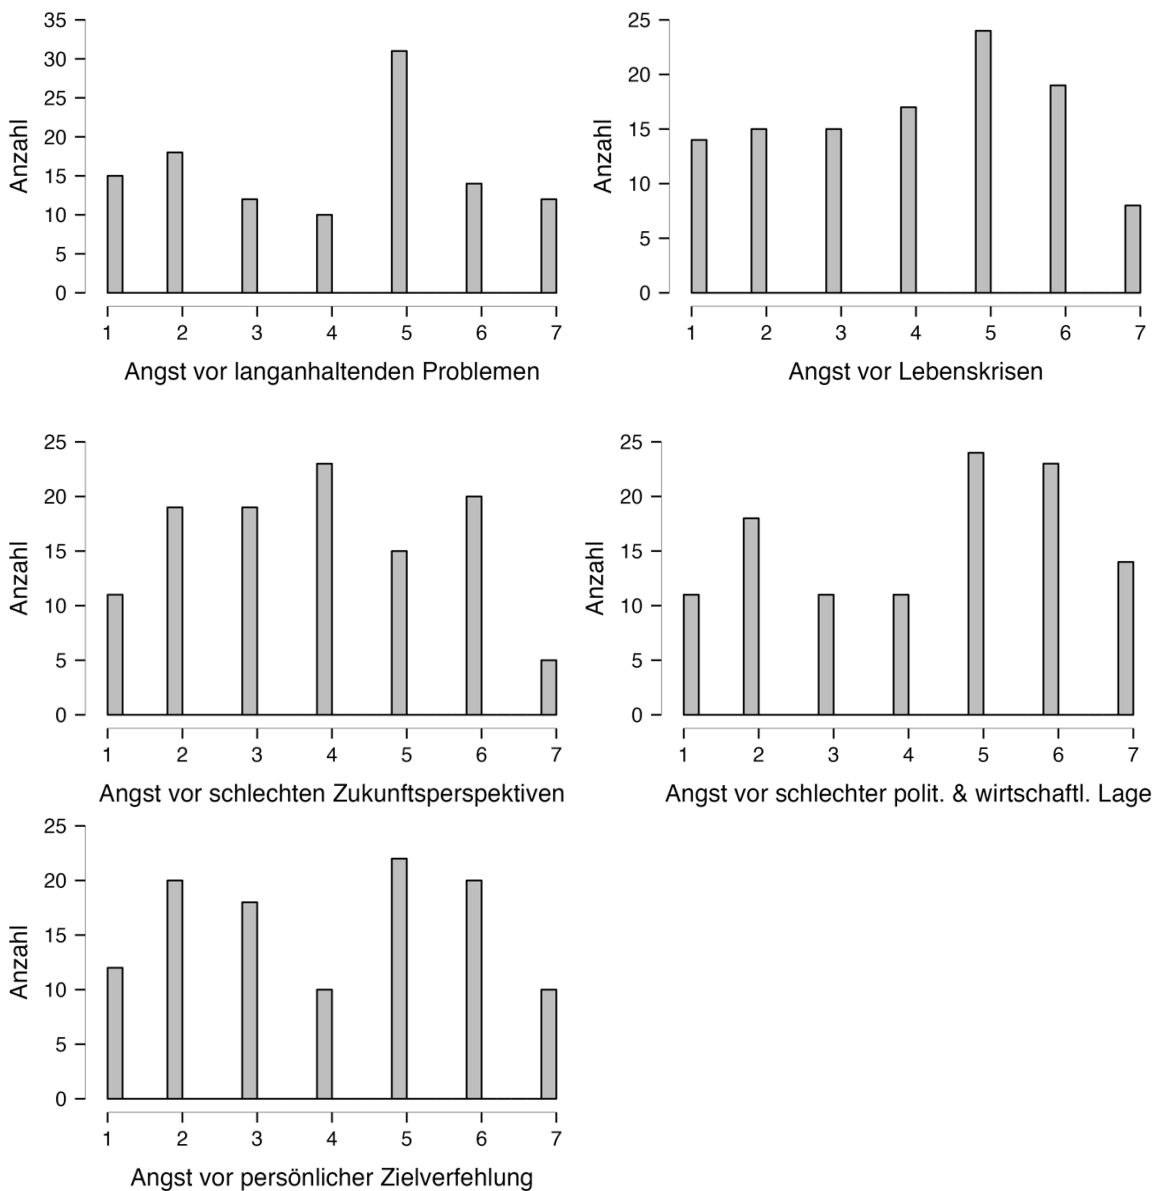 35
30
25
20
15
10
5
0
Anzahl
1 2 3 4 5 6 7
Angst vor langanhaltenden Problemen
25
20
15
10
5
0
Anzahl
1 2 3 4 5 6 7
Angst vor Lebenskrisen
25
20
15
10
5
0
Anzahl
1 2 3 4 5 6 7
Angst vor schlechten Zukunftsperspektiven
25
20
15
10
5
0
Anzahl
1 2 3 4 5 6 7
Angst vor schlechter polit. & wirtschaftl. Lage
25
20
15
10
5
0
Anzahl
1 2 3 4 5 6 7
Angst vor persönlicher Zielverfehlung